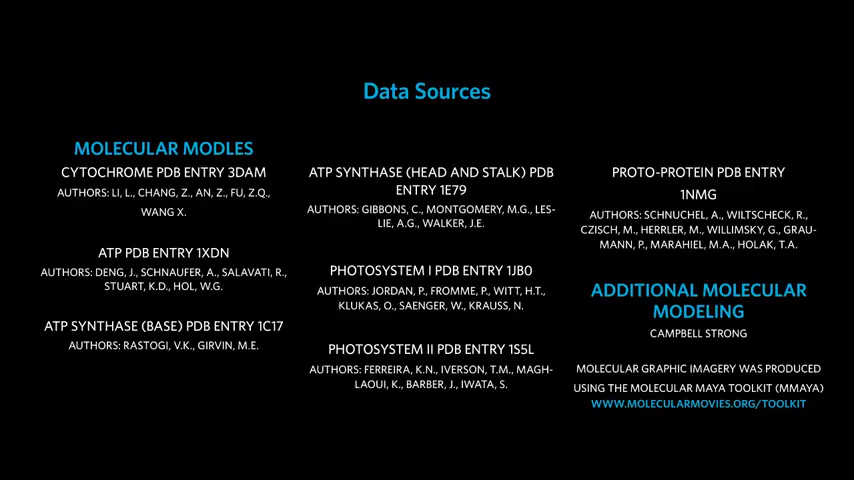 Data Sources
MOLECULAR MODLES
CYTOCHROME PDB ENTRY 3DAM
AUTHORS: LI, L., CHANG, Z., AN, Z., FU, Z.Q.,
WANG X.
ATP PDB ENTRY 1XDN
AUTHORS: DENG, J., SCHNAUFER, A., SALAVATI, R.,
STUART, K.D., HOL, W.G.
ATP SYNTHASE (BASE) PDB ENTRY 1C17
AUTHORS: RASTOGI, V.K., GIRVIN, M.E.
ATP SYNTHASE (HEAD AND STALK) PDB
ENTRY 1E79
AUTHORS: GIBBONS, C., MONTGOMERY, M.G., LES-
LIE, A.G., WALKER, J.E.
PHOTOSYSTEM I PDB ENTRY 1JB0
AUTHORS: JORDAN, P., FROMME, P., WITT, H.T.,
KLUKAS, O., SAENGER, W., KRAUSS, N.
PHOTOSYSTEM II PDB ENTRY 1S5L
AUTHORS: FERREIRA, K.N., IVERSON, T.M., MAGH-
LAOUI, K., BARBER, J., IWATA, S.
PROTO-PROTEIN PDB ENTRY
1NMG
AUTHORS: SCHNUCHEL, A., WILTSCHECK, R.,
CZISCH, M., HERRLER, M., WILLIMSKY, G., GRAU-
MANN, P., MARAHIEL, M.A., HOLAK, T.A.
ADDITIONAL MOLECULAR
MODELING
CAMPBELL STRONG
MOLECULAR GRAPHIC IMAGERY WAS PRODUCED
USING THE MOLECULAR MAYA TOOLKIT (MMAYA)
WWW.MOLECULARMOVIES.ORG/TOOLKIT